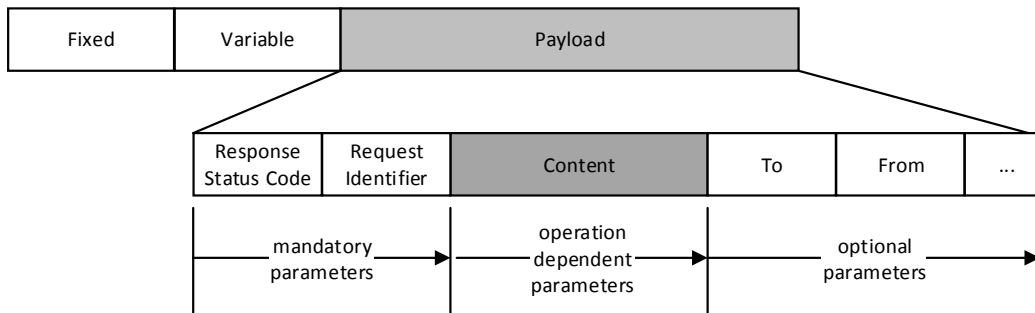 Fixed
Variable
Payload
Response
Status Code
Request
Identifier
Content
To
From
...
mandatory
parameters
operation
dependent
parameters
optional
parameters